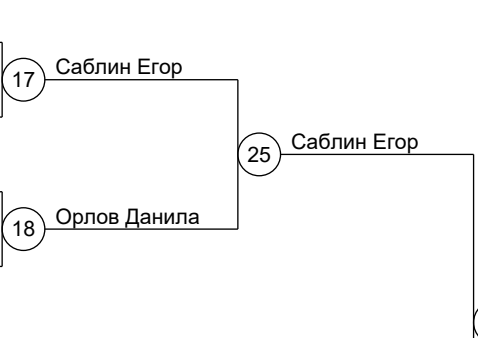 17 Саблин Егор
25 Саблин Егор
18 Орлов Данила